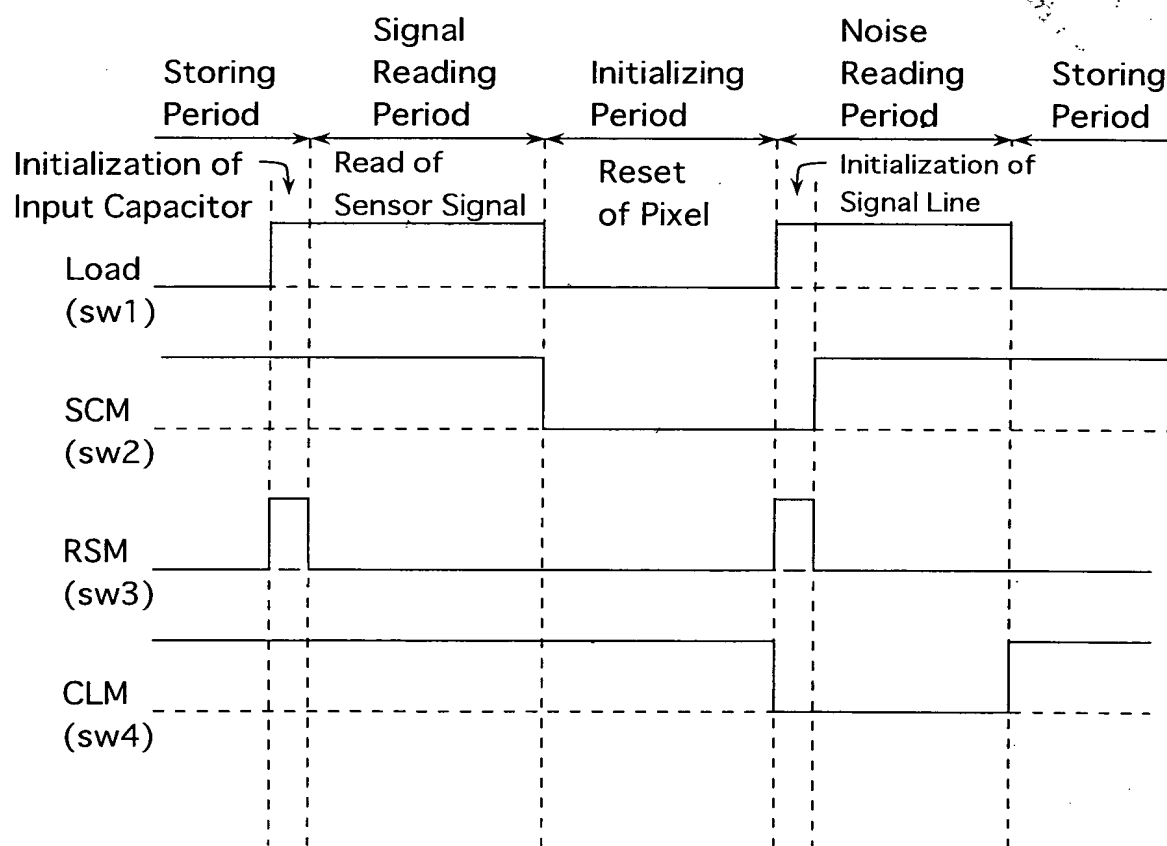 Storing
Period
Signal
Reading
Period
Initializing
Period
Noise
Reading
Period
Storing
Period
Initialization of
Input Capacitor
Read of
Sensor Signal
Reset
of Pixel
Initialization of
Signal Line
Load
(sw1)
SCM
(sw2)
RSM
(sw3)
CLM
(sw4)